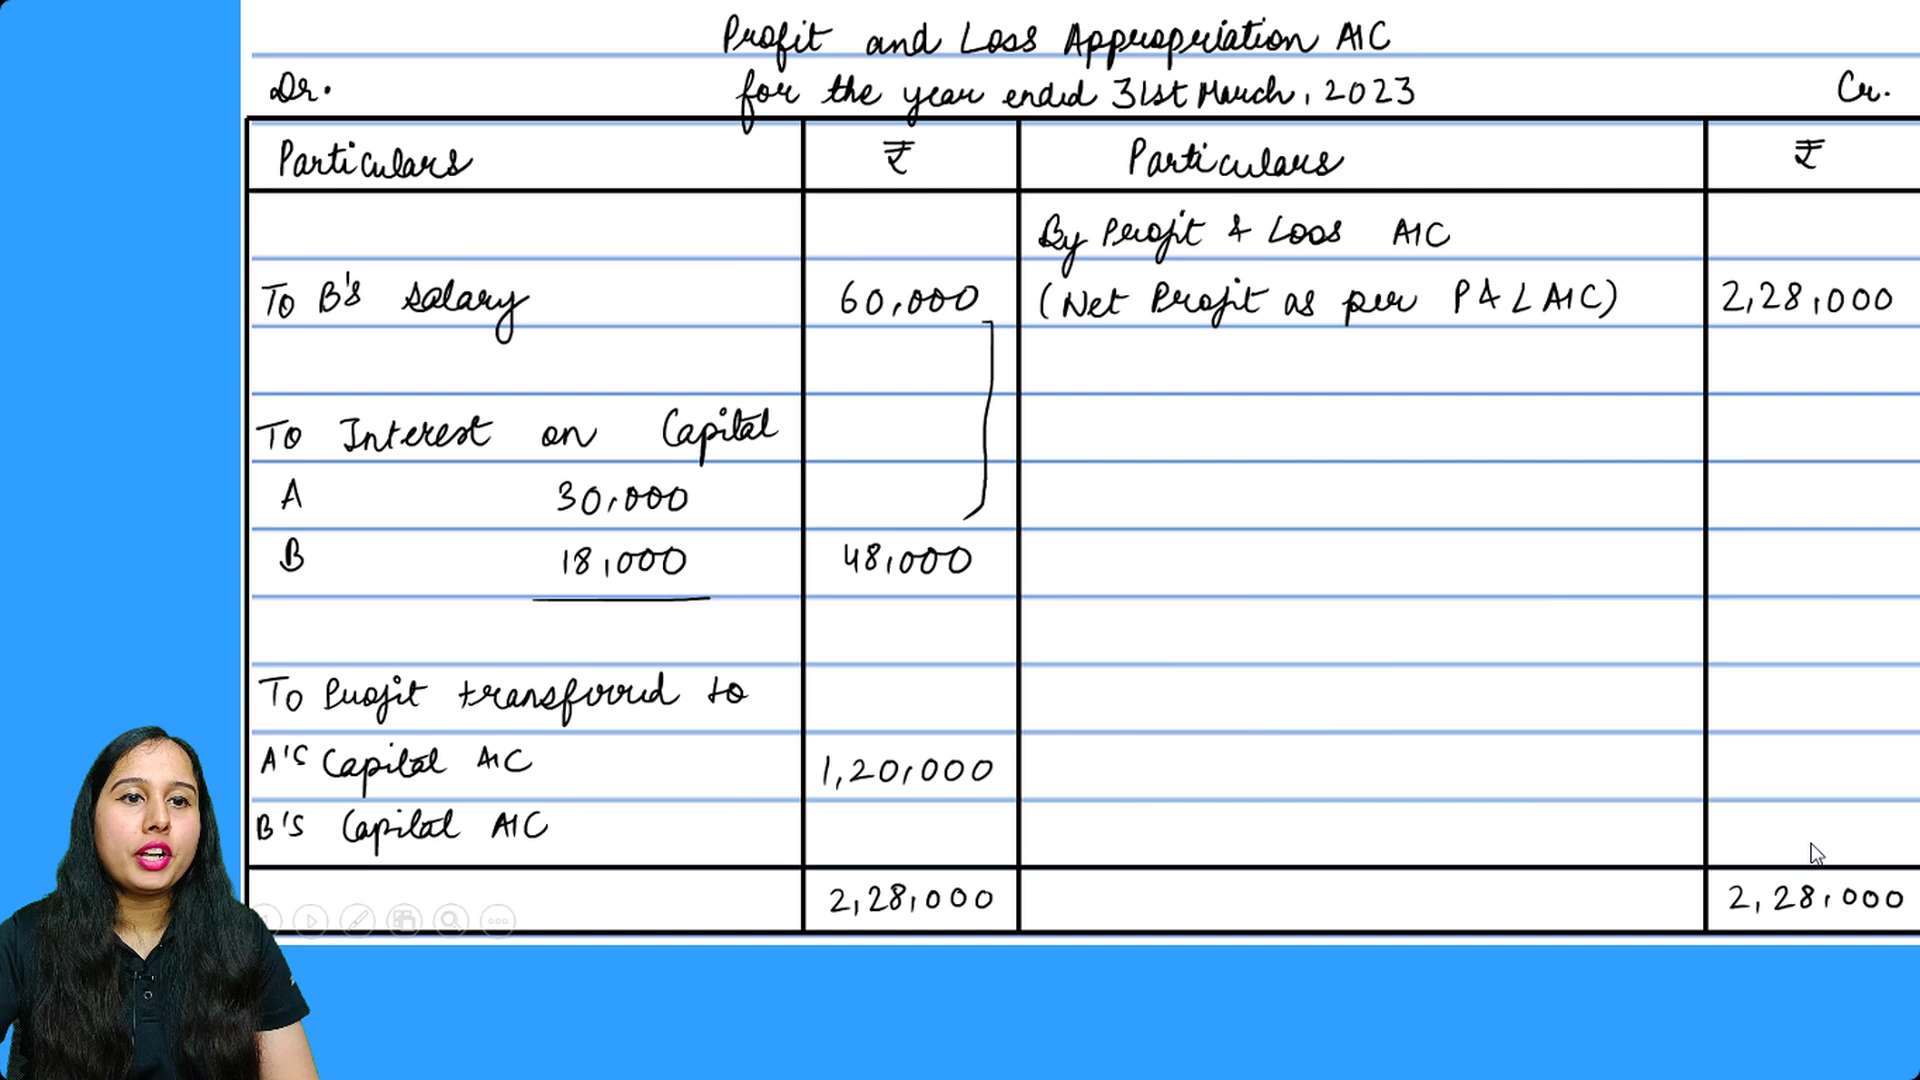 Profit and Loss Appropriation A/C
Dr. for the year ended 31st March, 2023 Cr.
Particulars ₹ Particulars ₹
By Profit & Loss A/C
To B's Salary 60,000 (Net Profit as per P & L A/C) 2,28,000
To Interest on Capital
A 30,000
B 18,000 48,000
To Profit transferred to
A's Capital A/C 1,20,000
B's Capital A/C
2,28,000 2,28,000